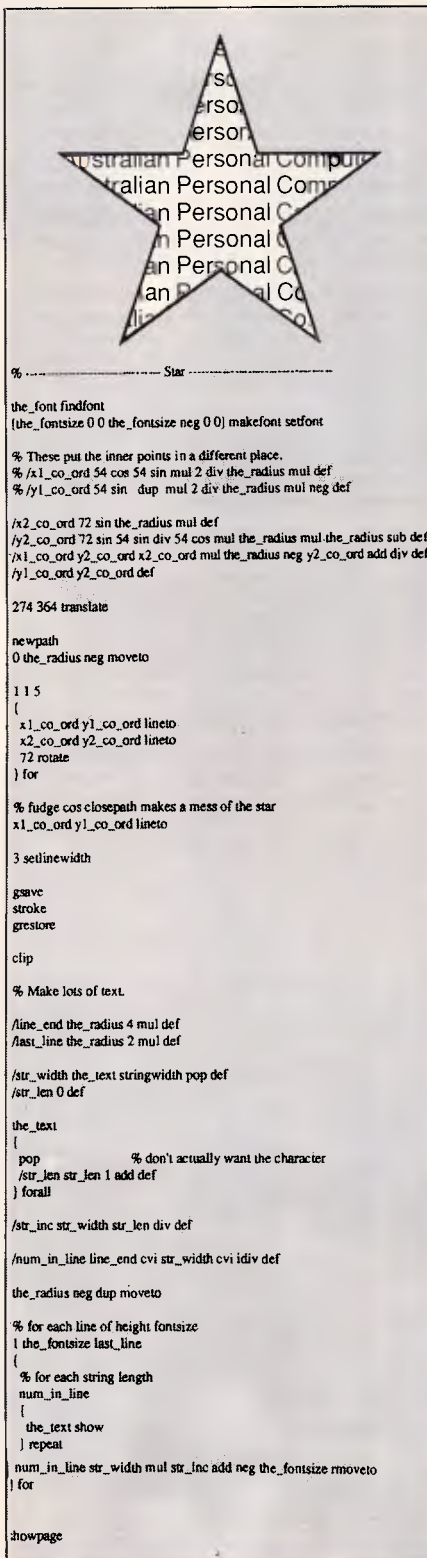 rso
erso
erson
ustralian Personal Compute
tralian Personal Comp
an Personal C
n Personal C
an Personal C
an P al Co
lia Co
% ---------------------------- Star ----------------------------
the_font findfont
[the_fontsize 0 0 the_fontsize neg 0 0] makefont setfont
% These put the inner points in a different place.
% /x1_co_ord 54 cos 54 sin mul 2 div the_radius mul def
% /y1_co_ord 54 sin dup mul 2 div the_radius mul neg def
/x2_co_ord 72 sin the_radius mul def
/y2_co_ord 72 sin 54 sin div 54 cos mul the_radius mul the_radius sub def
/x1_co_ord y2_co_ord x2_co_ord mul the_radius neg y2_co_ord add div def
/y1_co_ord y2_co_ord def
274 364 translate
newpath
0 the_radius neg moveto
1 1 5
{
x1_co_ord y1_co_ord lineto
x2_co_ord y2_co_ord lineto
72 rotate
} for
% fudge cos closepath makes a mess of the star
x1_co_ord y1_co_ord lineto
3 setlinewidth
gsave
stroke
grestore
clip
% Make lots of text.
/line_end the_radius 4 mul def
/last_line the_radius 2 mul def
/str_width the_text stringwidth pop def
/str_len 0 def
the_text
{
pop % don't actually want the character
/str_len str_len 1 add def
} forall
/str_inc str_width str_len div def
/num_in_line line_end cvi str_width cvi idiv def
the_radius neg dup moveto
% for each line of height fontsize
1 the_fontsize last_line
{
% for each string length
num_in_line
{
the_text show
} repeat
num_in_line str_width mul str_inc add neg the_fontsize rmoveto
} for
showpage